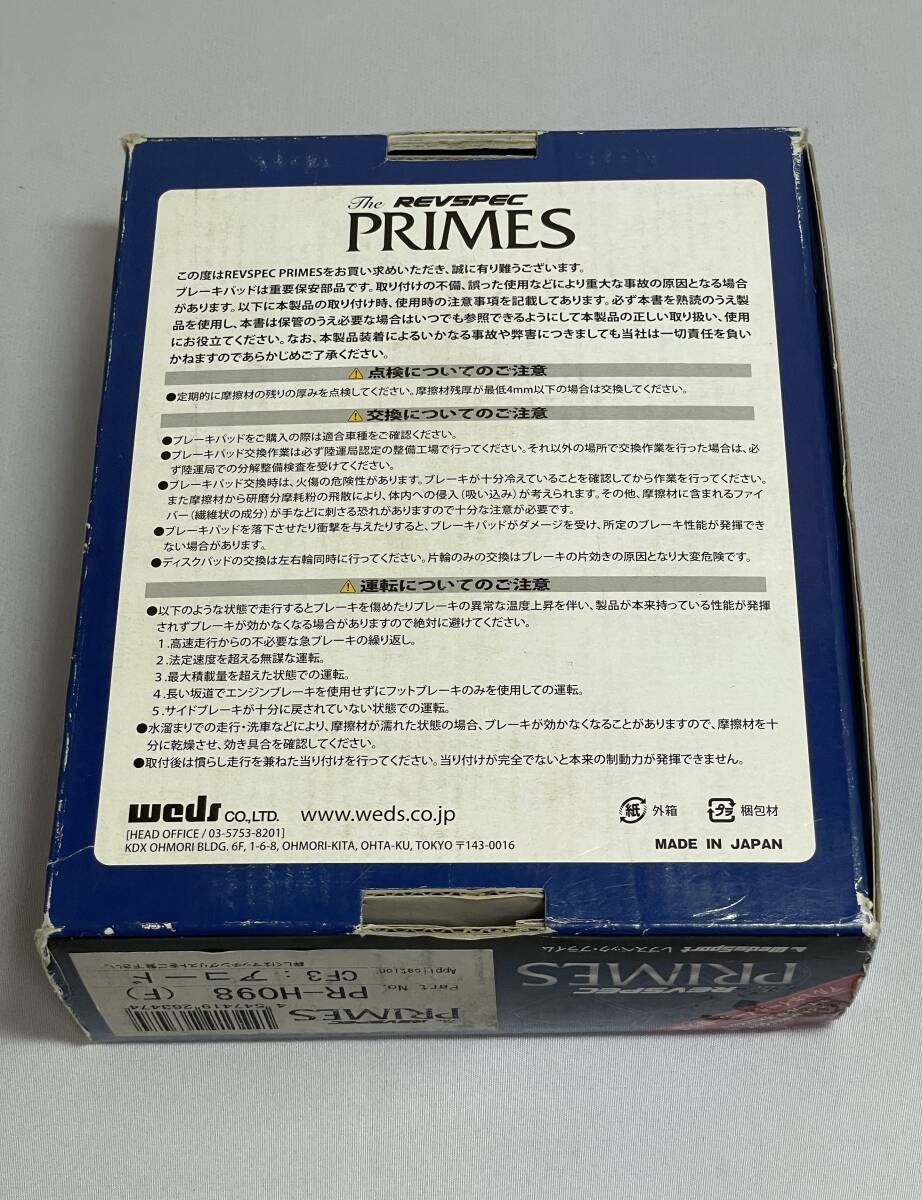 The REVSPEC
PRIMES
この度はREVSPEC PRIMESをお買い求めいただき、誠に有り難うございます。
ブレーキパッドは重要保安部品です。取り付けの不備、誤った使用などにより重大な事故の原因となる場合
があります。以下に本製品の取り付け時、使用時の注意事項を記載してあります。必ず本書を熟読のうえ製
品を使用し、本書は保管のうえ必要な場合はいつでも参照できるようにして本製品の正しい取り扱い、使用
にお役立てください。なお、本製品装着によるいかなる事故や弊害につきましても当社は一切責任を負い
かねますのであらかじめご了承ください。
点検についてのご注意
●定期的に摩擦材の残りの厚みを点検してください。摩擦材残厚が最低4mm以下の場合は交換してください。
交換についてのご注意
●ブレーキパッドをご購入の際は適合車種をご確認ください。
●ブレーキパッド交換作業は必ず陸運局認定の整備工場で行ってください。それ以外の場所で交換作業を行った場合は、必
ず陸運局での分解整備検査を受けてください。
●ブレーキパッド交換時は、火傷の危険性があります。ブレーキが十分冷えていることを確認してから作業を行ってください。
また摩擦材から研磨分摩耗粉の飛散により、体内への侵入(吸い込み)が考えられます。その他、摩擦材に含まれるファイ
バー(繊維状の成分)が手などに刺さる恐れがありますので十分な注意が必要です。
●ブレーキパッドを落下させたり衝撃を与えたりすると、ブレーキパッドがダメージを受け、所定のブレーキ性能が発揮でき
ない場合があります。
●ディスクパッドの交換は左右輪同時に行ってください。片輪のみの交換はブレーキの片効きの原因となり大変危険です。
運転についてのご注意
●以下のような状態で走行するとブレーキを傷めたりブレーキの異常な温度上昇を伴い、製品が本来持っている性能が発揮
されずブレーキが効かなくなる場合がありますので絶対に避けてください。
1.高速走行からの不必要な急ブレーキの繰り返し。
2.法定速度を超える無謀な運転。
3.最大積載量を超えた状態での運転。
4.長い坂道でエンジンブレーキを使用せずにフットブレーキのみを使用しての運転。
5.サイドブレーキが十分に戻されていない状態での運転。
●水溜まりでの走行・洗車などにより、摩擦材が濡れた状態の場合、ブレーキが効かなくなることがありますので、摩擦材を十
分に乾燥させ、効き具合を確認してください。
●取付後は慣らし走行を兼ねた当り付けを行ってください。当り付けが完全でないと本来の制動力が発揮できません。
weds CO.,LTD. www.weds.co.jp
[HEAD OFFICE / 03-5753-8201]
KDX OHMORI BLDG. 6F, 1-6-8, OHMORI-KITA, OHTA-KU, TOKYO 〒143-0016
紙 外箱 プラ 梱包材
MADE IN JAPAN
The REVSPEC
PRIMES
WedsSport レブスペック・プライム
The REVSPEC
PRIMES
Part No. PR-H098 (F)
Application CF3:アコード
詳しくはマッチングリストをご覧下さい。
4547419263474